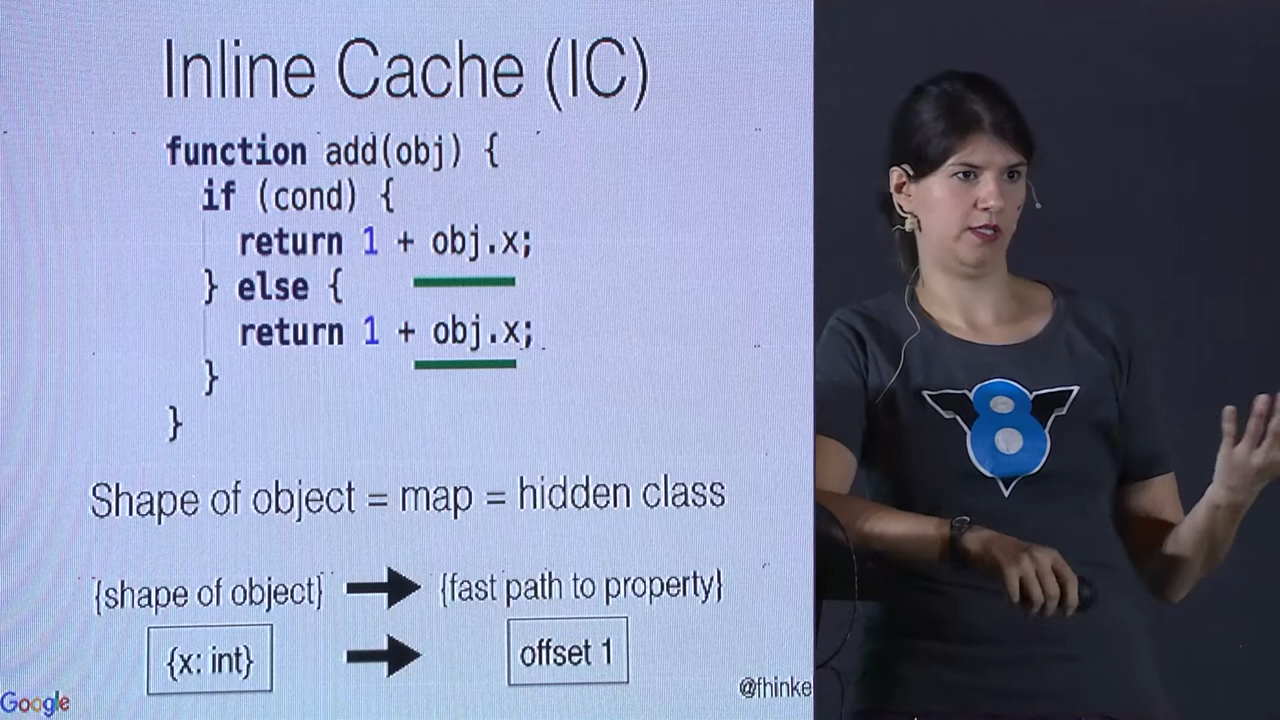 Inline Cache (IC)
function add(obj) {
if (cond) {
return 1 + obj.x;
} else {
return 1 + obj.x;
}
}
Shape of object = map = hidden class
{shape of object} {fast path to property}
{x: int} offset 1
Google
@fhinke
8